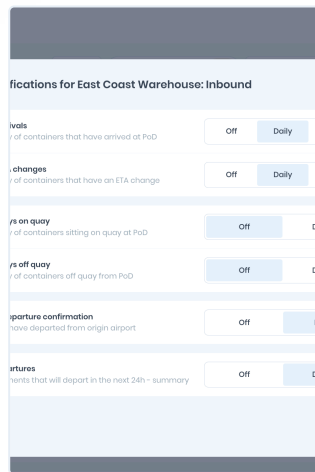 fications for East Coast Warehouse: Inbound
ivals
y of containers that have arrived at PoD
Off Daily
changes
y of containers that have an ETA change
Off Daily
ys on quay
y of containers sitting on quay at PoD
Off D
ys off quay
y of containers off quay from PoD
Off D
eparture confirmation
have departed from origin airport
Off
artures
nents that will depart in the next 24h - summary
Off D